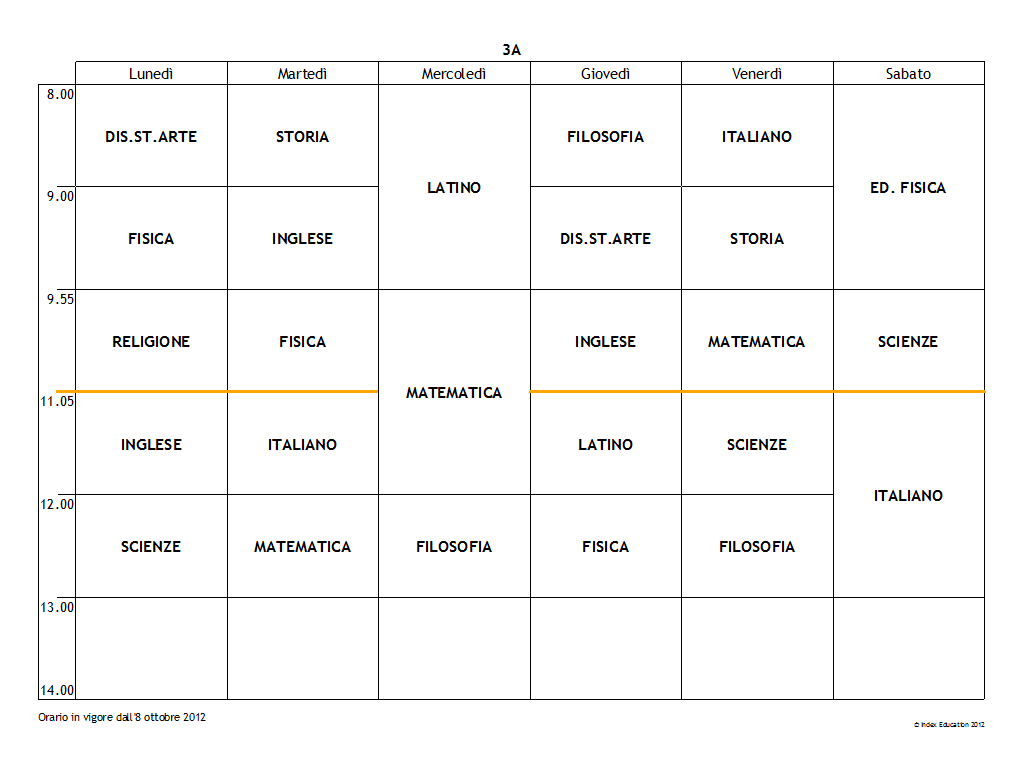 3A
Lunedì Martedì Mercoledì Giovedì Venerdì Sabato
8.00
DIS.ST.ARTE STORIA FILOSOFIA ITALIANO
LATINO ED. FISICA
9.00
FISICA INGLESE DIS.ST.ARTE STORIA
9.55
RELIGIONE FISICA INGLESE MATEMATICA SCIENZE
MATEMATICA
11.05
INGLESE ITALIANO LATINO SCIENZE
ITALIANO
12.00
SCIENZE MATEMATICA FILOSOFIA FISICA FILOSOFIA
13.00
14.00
Orario in vigore dall'8 ottobre 2012
© Index Education 2012